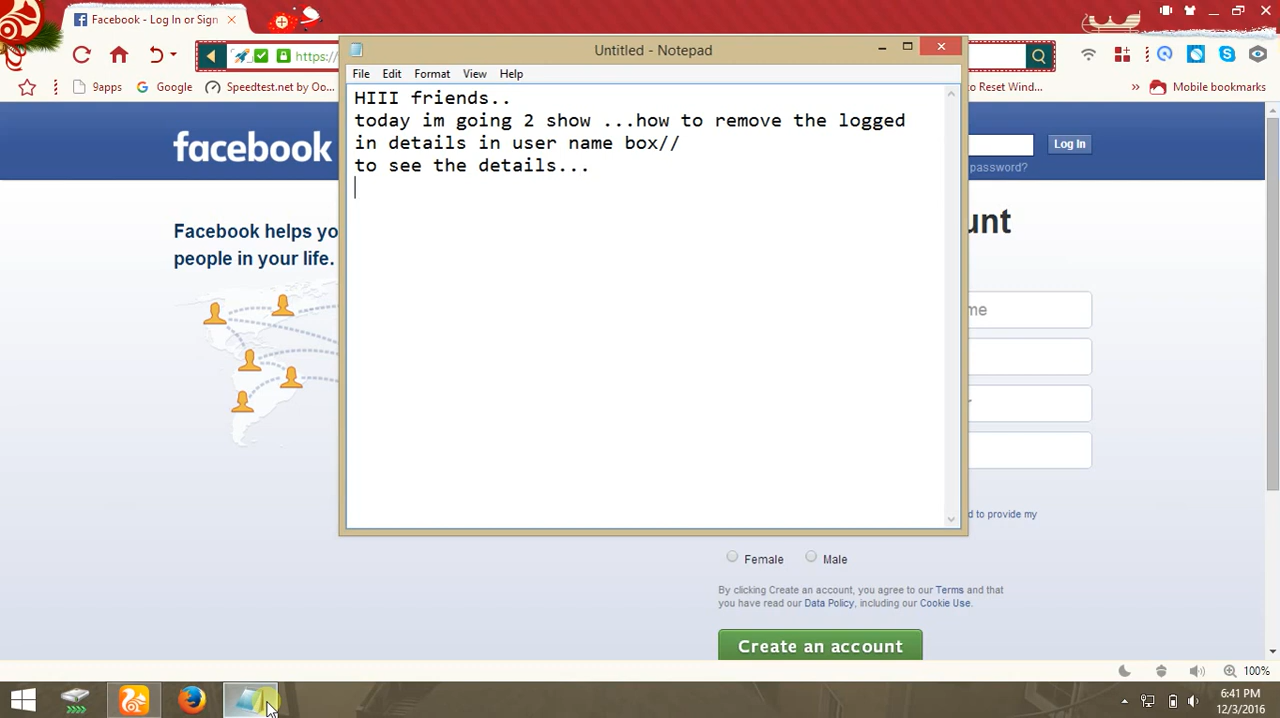 Facebook - Log In or Sign
https://
9apps
Google
Speedtest.net by Oo...
to Reset Wind...
Mobile bookmarks
Untitled - Notepad
File Edit Format View Help
HIII friends..
today im going 2 show ...how to remove the logged
in details in user name box//
to see the details...
facebook
Log In
password?
Facebook helps yo
people in your life.
unt
me
d to provide my
Female Male
By clicking Create an account, you agree to our Terms and that
you have read our Data Policy, including our Cookie Use.
Create an account
100%
6:41 PM
12/3/2016